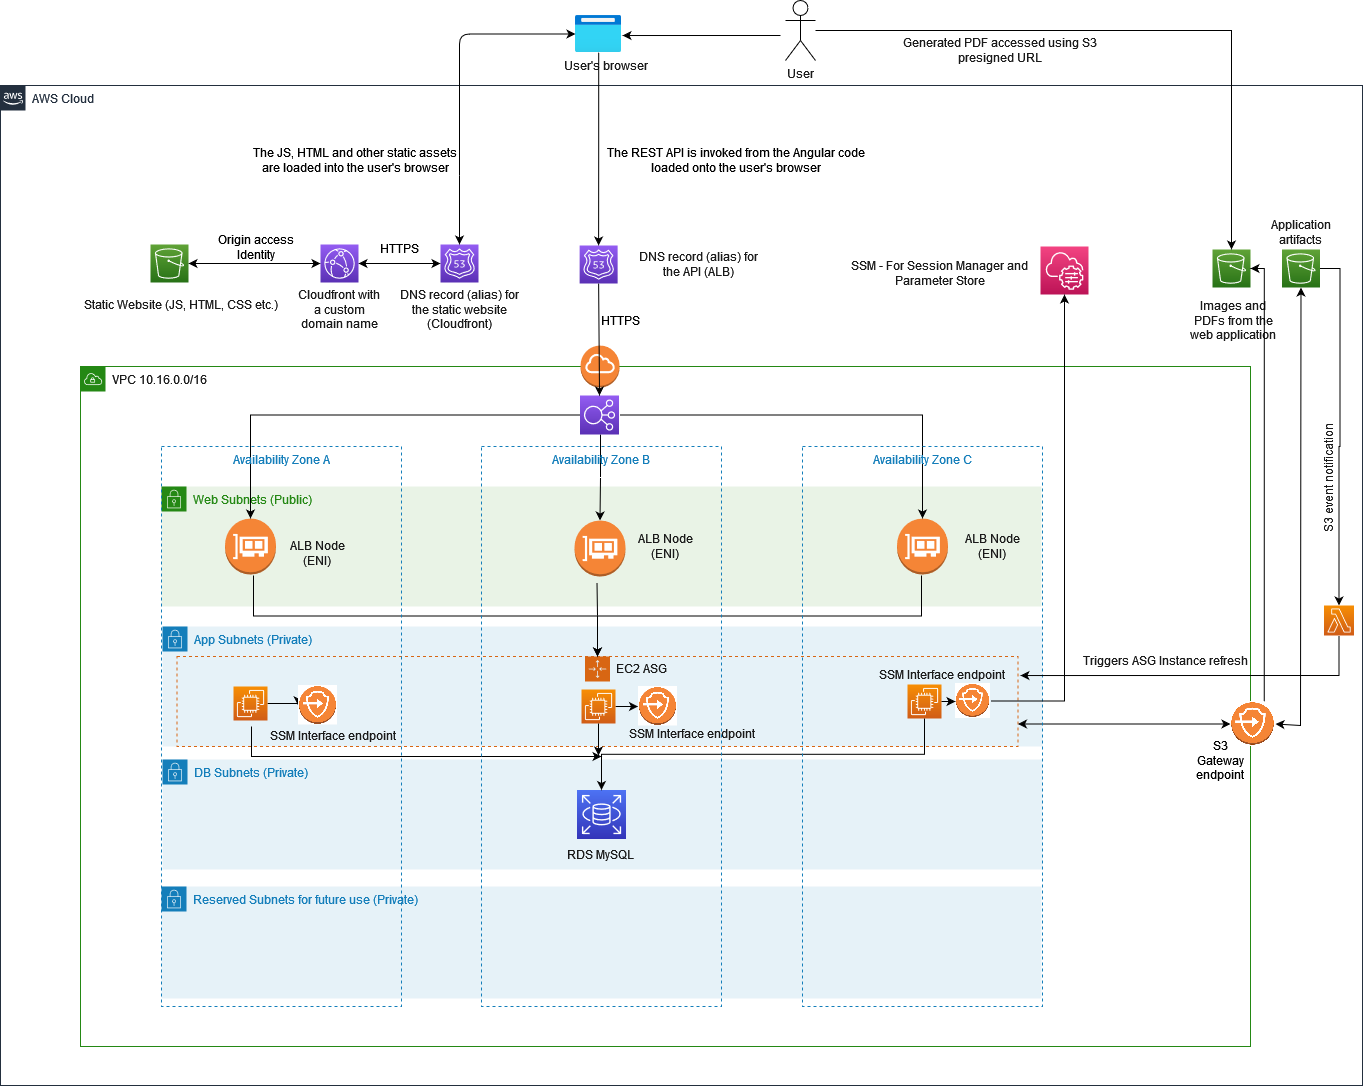 User's browser
User
Generated PDF accessed using S3
presigned URL
aws
AWS Cloud
The JS, HTML and other static assets
are loaded into the user's browser
The REST API is invoked from the Angular code
loaded onto the user's browser
Origin access
Identity
HTTPS
53
53
DNS record (alias) for
the API (ALB)
SSM - For Session Manager and
Parameter Store
Application
artifacts
Static Website (JS, HTML, CSS etc.)
Cloudfront with
a custom
domain name
DNS record (alias) for
the static website
(Cloudfront)
HTTPS
Images and
PDFs from the
web application
VPC 10.16.0.0/16
Availability Zone A
Availability Zone B
Availability Zone C
S3 event notification
Web Subnets (Public)
ALB Node
(ENI)
ALB Node
(ENI)
ALB Node
(ENI)
App Subnets (Private)
EC2 ASG
SSM Interface endpoint
Triggers ASG Instance refresh
SSM Interface endpoint
SSM Interface endpoint
S3
Gateway
endpoint
DB Subnets (Private)
RDS MySQL
Reserved Subnets for future use (Private)